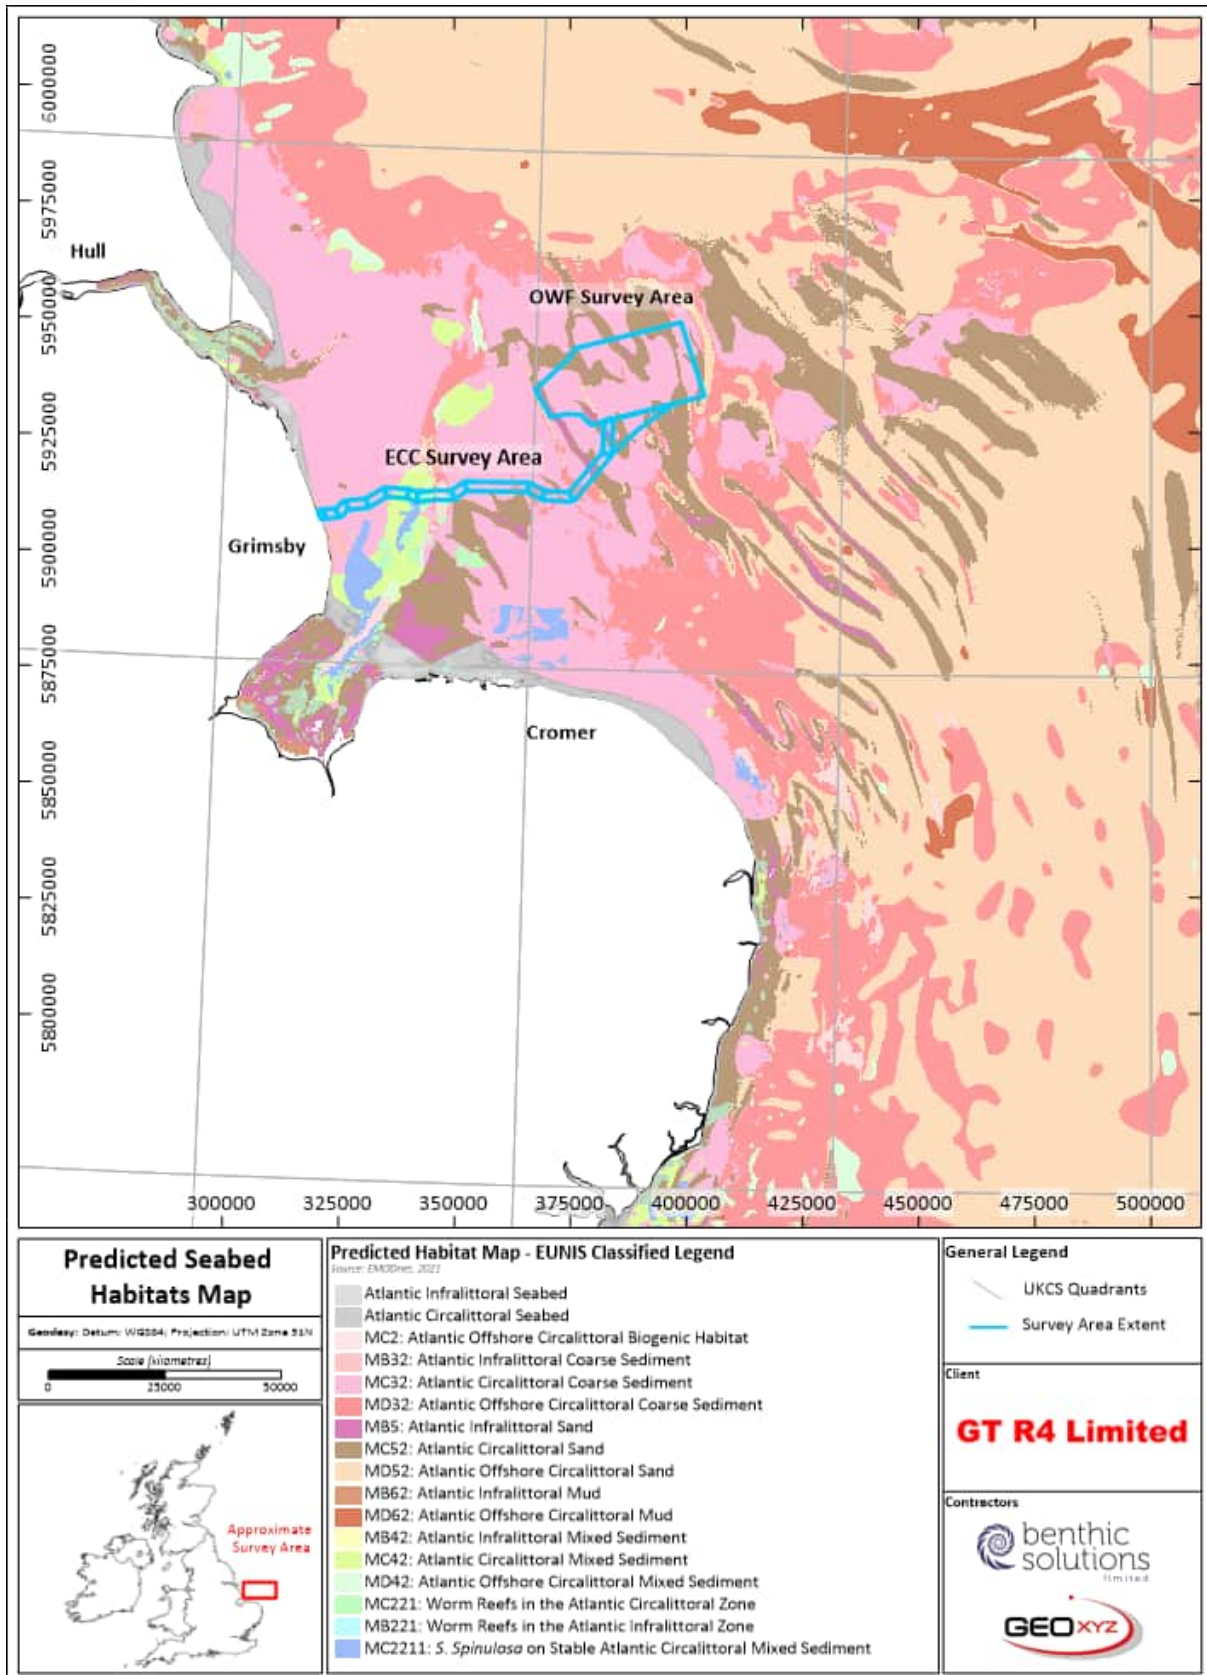 6000000
5975000
Hull
5950000
OWF Survey Area
5925000
ECC Survey Area
Grimsby
5900000
5875000
Cromer
5850000
5825000
5800000
300000 325000 350000 375000 400000 425000 450000 475000 500000
Predicted Seabed
Habitats Map
Geodesy: Datum: WGS84; Projection: UTM Zone 31N
Scale (kilometres)
0 25000 50000
Approximate
Survey Area
Predicted Habitat Map - EUNIS Classified Legend
Source: EMODnet, 2021
Atlantic Infralittoral Seabed
Atlantic Circalittoral Seabed
MC2: Atlantic Offshore Circalittoral Biogenic Habitat
MB32: Atlantic Infralittoral Coarse Sediment
MC32: Atlantic Circalittoral Coarse Sediment
MD32: Atlantic Offshore Circalittoral Coarse Sediment
MB5: Atlantic Infralittoral Sand
MC52: Atlantic Circalittoral Sand
MD52: Atlantic Offshore Circalittoral Sand
MB62: Atlantic Infralittoral Mud
MD62: Atlantic Offshore Circalittoral Mud
MB42: Atlantic Infralittoral Mixed Sediment
MC42: Atlantic Circalittoral Mixed Sediment
MD42: Atlantic Offshore Circalittoral Mixed Sediment
MC221: Worm Reefs in the Atlantic Circalittoral Zone
MB221: Worm Reefs in the Atlantic Infralittoral Zone
MC2211: S. Spinulosa on Stable Atlantic Circalittoral Mixed Sediment
General Legend
UKCS Quadrants
Survey Area Extent
Client
GT R4 Limited
Contractors
benthic
solutions
limited
GEOXYZ